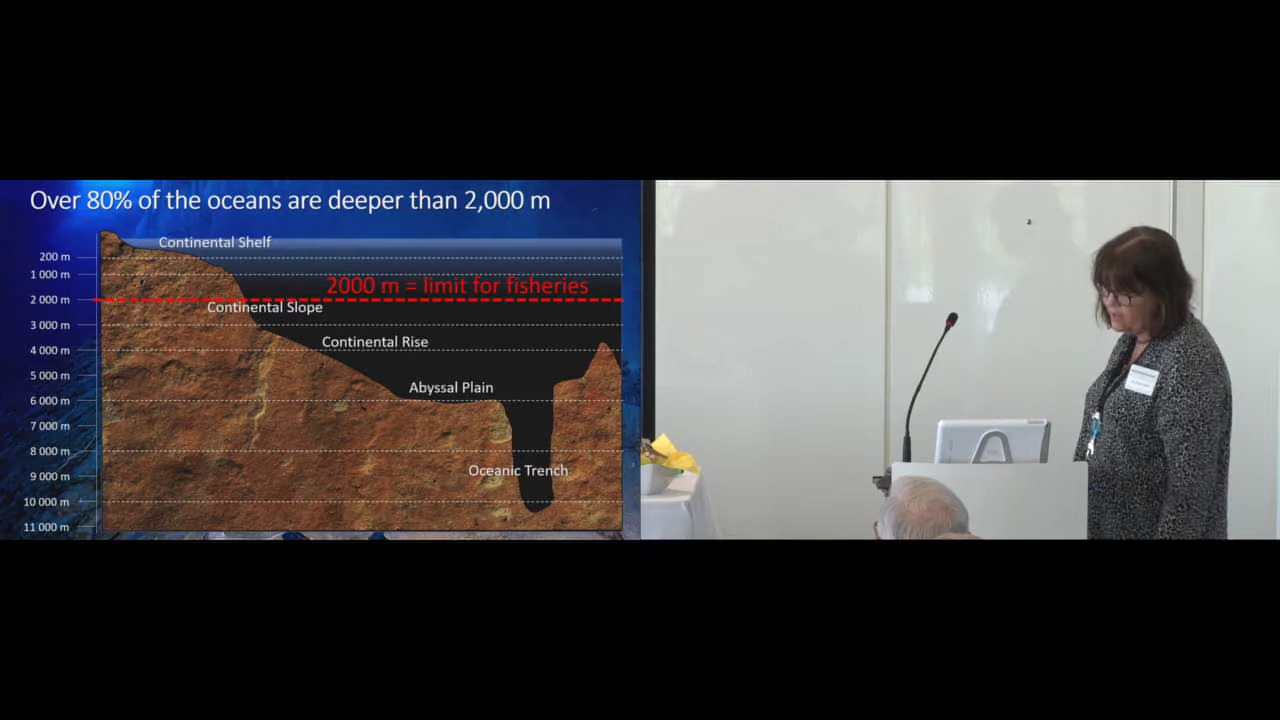 Over 80% of the oceans are deeper than 2,000 m
Continental Shelf
200 m
1 000 m
2000 m = limit for fisheries
2 000 m
Continental Slope
3 000 m
Continental Rise
4 000 m
5 000 m
Abyssal Plain
6 000 m
7 000 m
8 000 m
Oceanic Trench
9 000 m
10 000 m
11 000 m